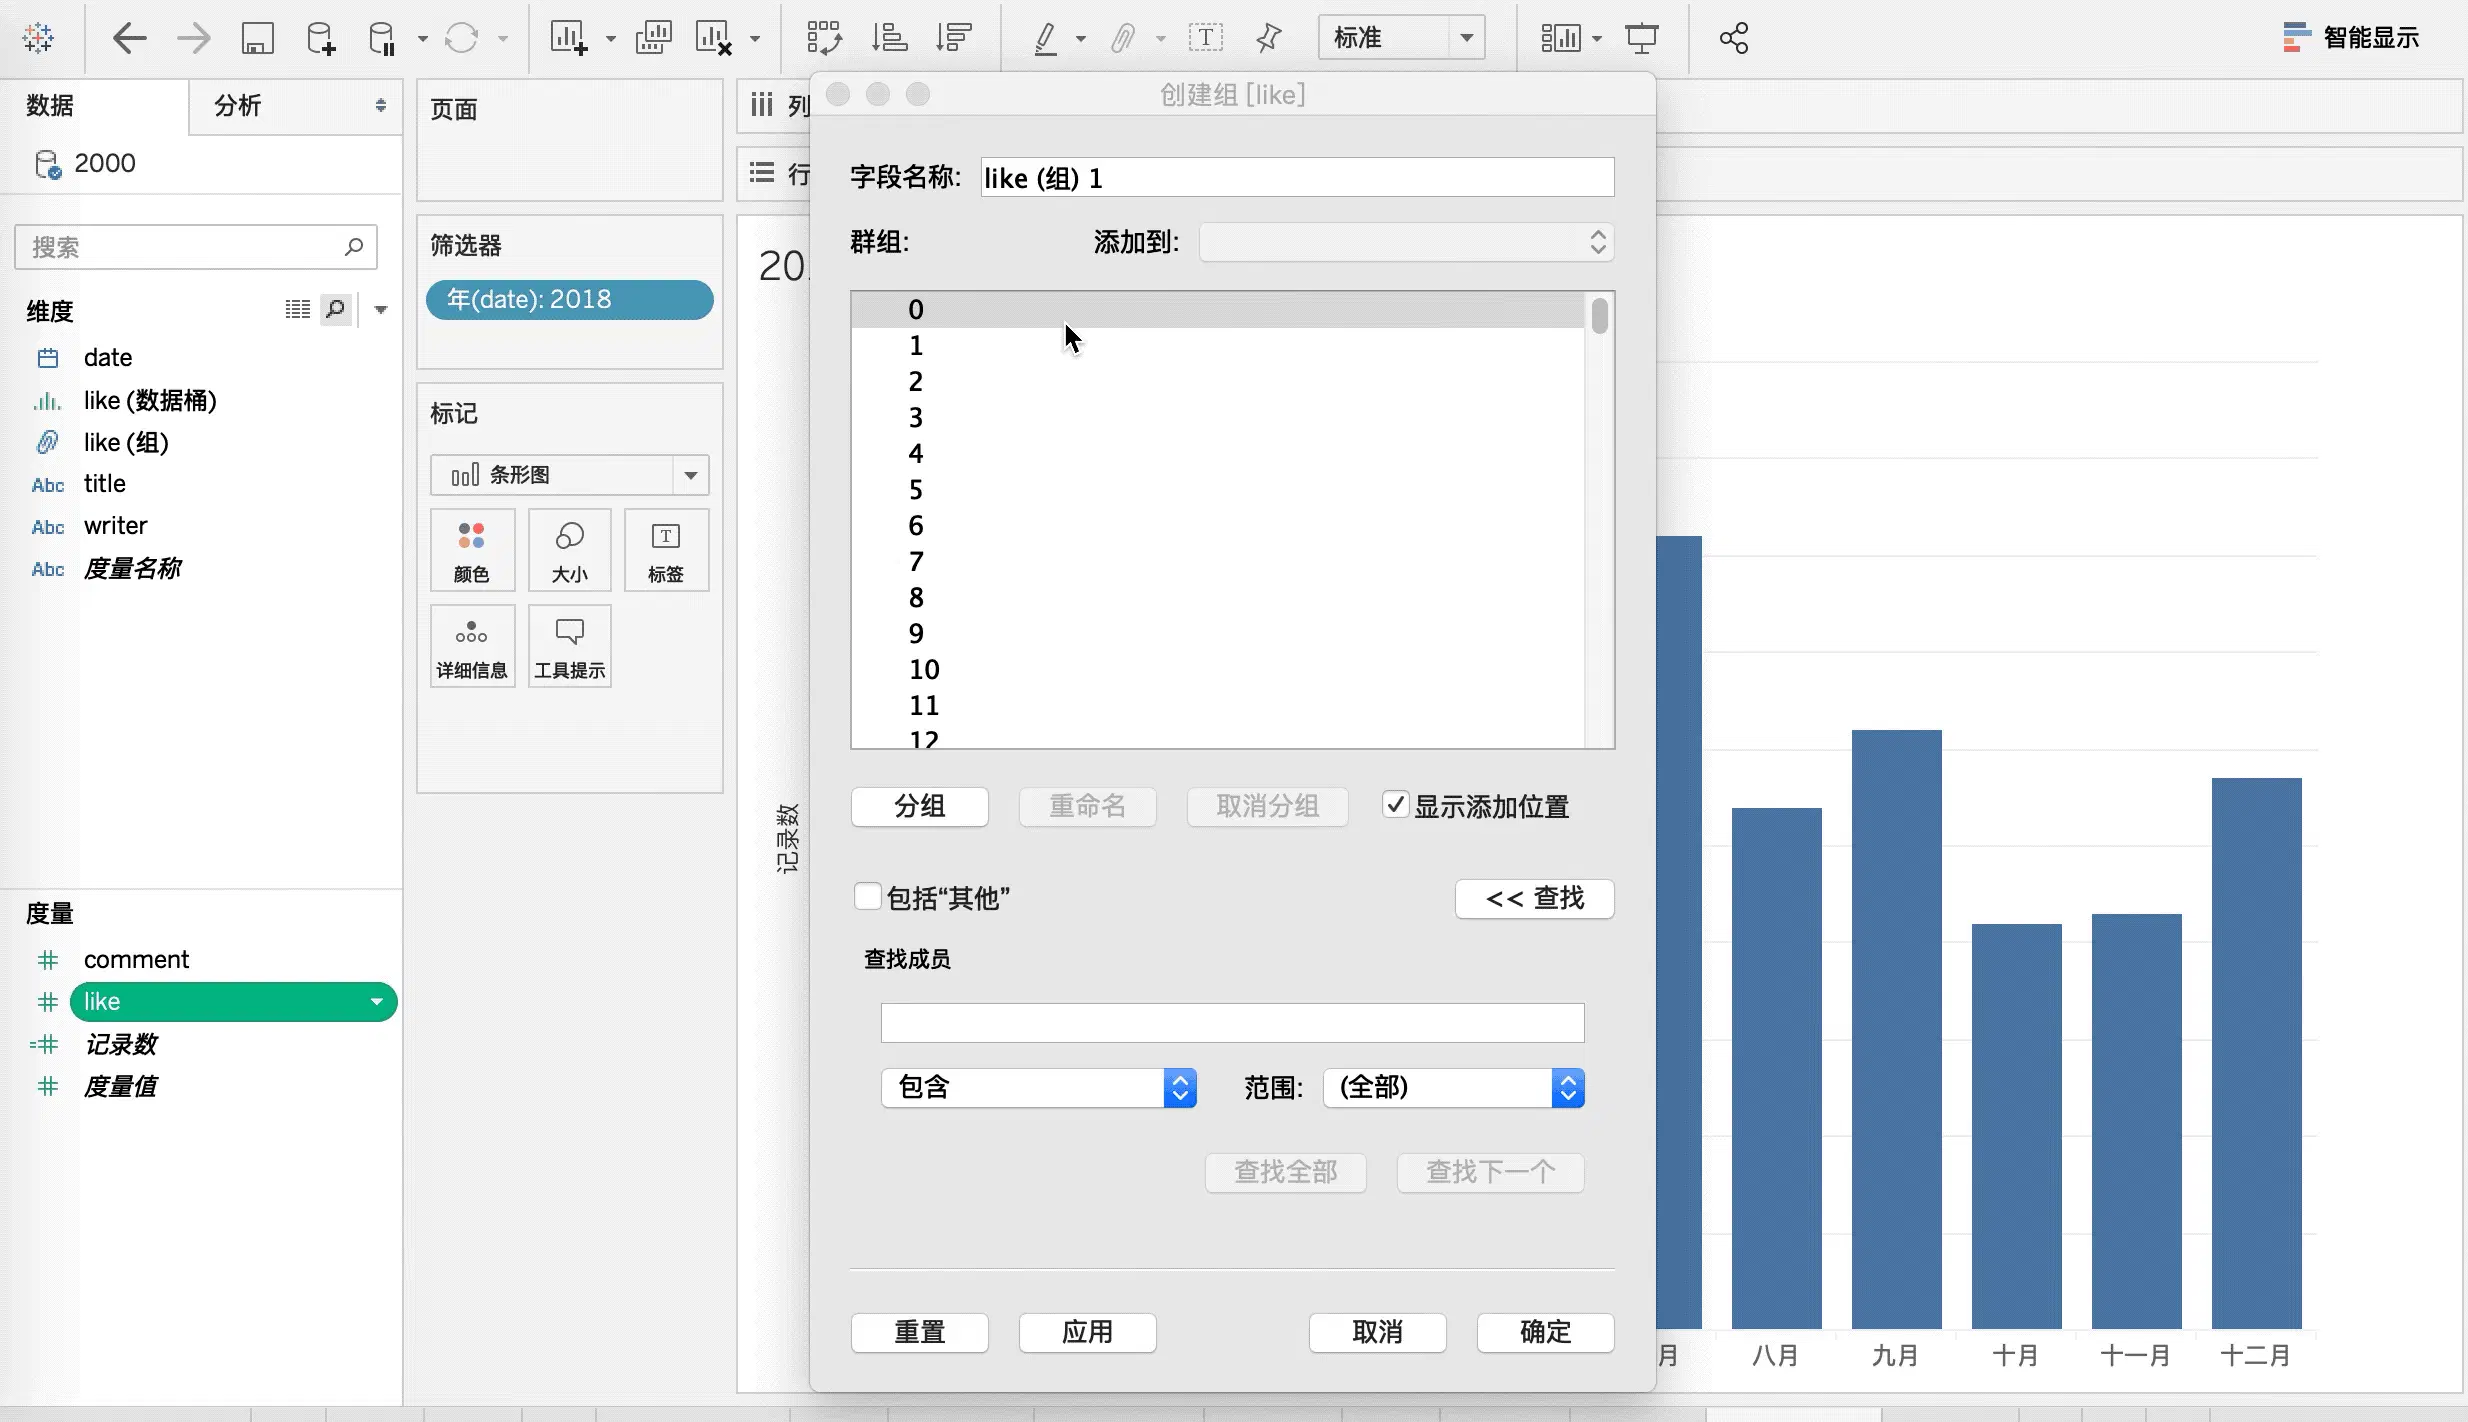 标准
智能显示
数据
分析
2000
搜索
维度
date
like (数据桶)
like (组)
Abc title
Abc writer
Abc 度量名称
度量
comment
like
记录数
度量值
页面
筛选器
年(date): 2018
标记
条形图
颜色
大小
标签
详细信息
工具提示
列
行
20
记录数
创建组 [like]
字段名称: like (组) 1
群组:
添加到:
0
1
2
3
4
5
6
7
8
9
10
11
12
分组
重命名
取消分组
显示添加位置
包括“其他”
<< 查找
查找成员
包含
范围:
(全部)
查找全部
查找下一个
重置
应用
取消
确定
月
八月
九月
十月
十一月
十二月